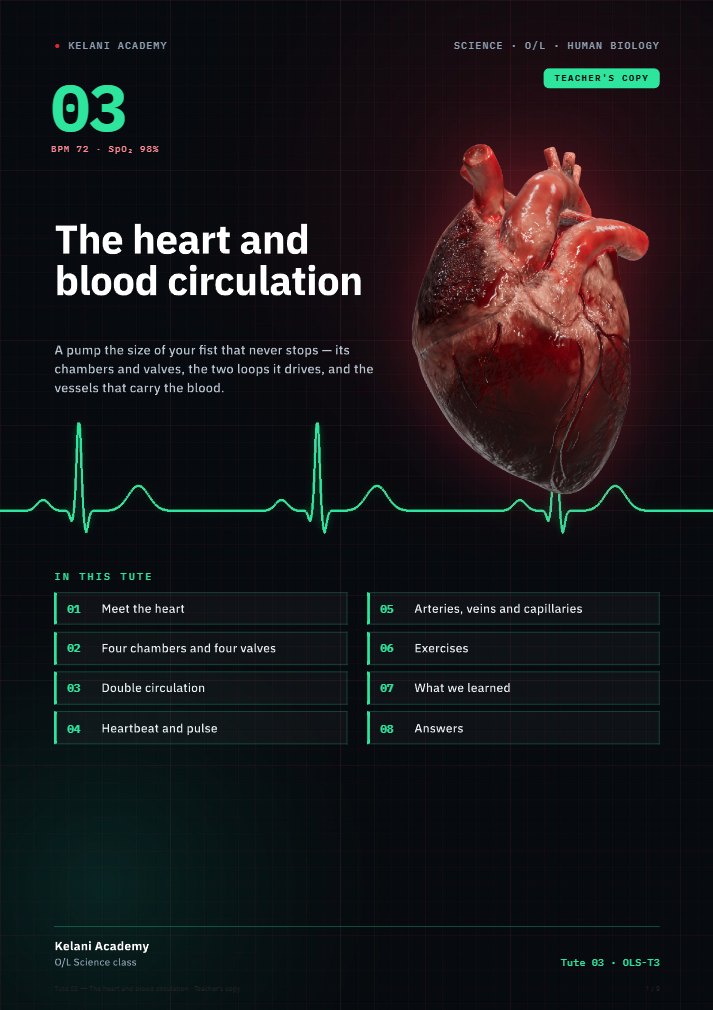 KELANI ACADEMY
SCIENCE · O/L · HUMAN BIOLOGY
TEACHER'S COPY
03
BPM 72 · SpO₂ 98%
The heart and
blood circulation
A pump the size of your fist that never stops — its
chambers and valves, the two loops it drives, and the
vessels that carry the blood.
IN THIS TUTE
01 Meet the heart
02 Four chambers and four valves
03 Double circulation
04 Heartbeat and pulse
05 Arteries, veins and capillaries
06 Exercises
07 What we learned
08 Answers
Kelani Academy
O/L Science class
Tute 03 · OLS-T3